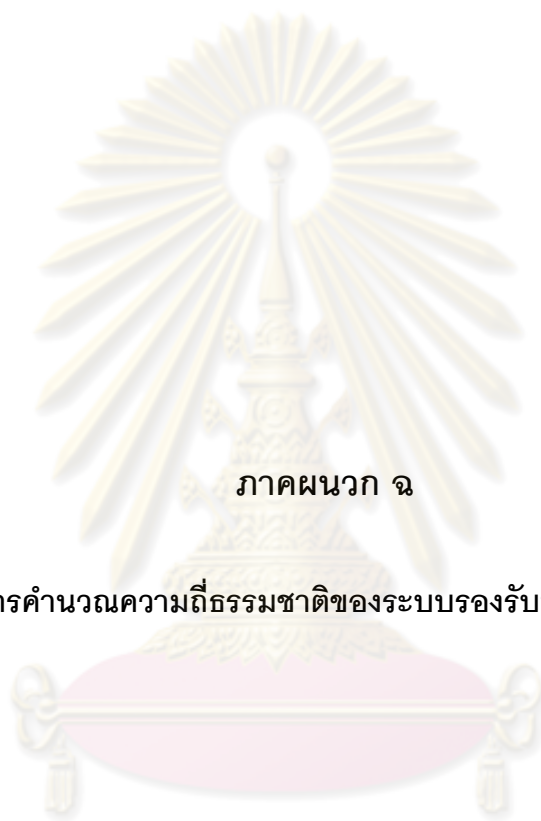 ภาคผนวก ฉ
ารคำนวณความถี่ธรรมชาติของระบบรองรับ